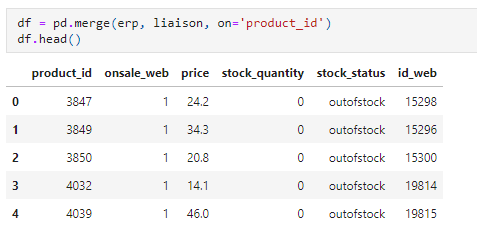 df = pd.merge(erp, liaison, on='product_id')
df.head()
product_id onsale_web price stock_quantity stock_status id_web
0 3847 1 24.2 0 outofstock 15298
1 3849 1 34.3 0 outofstock 15296
2 3850 1 20.8 0 outofstock 15300
3 4032 1 14.1 0 outofstock 19814
4 4039 1 46.0 0 outofstock 19815